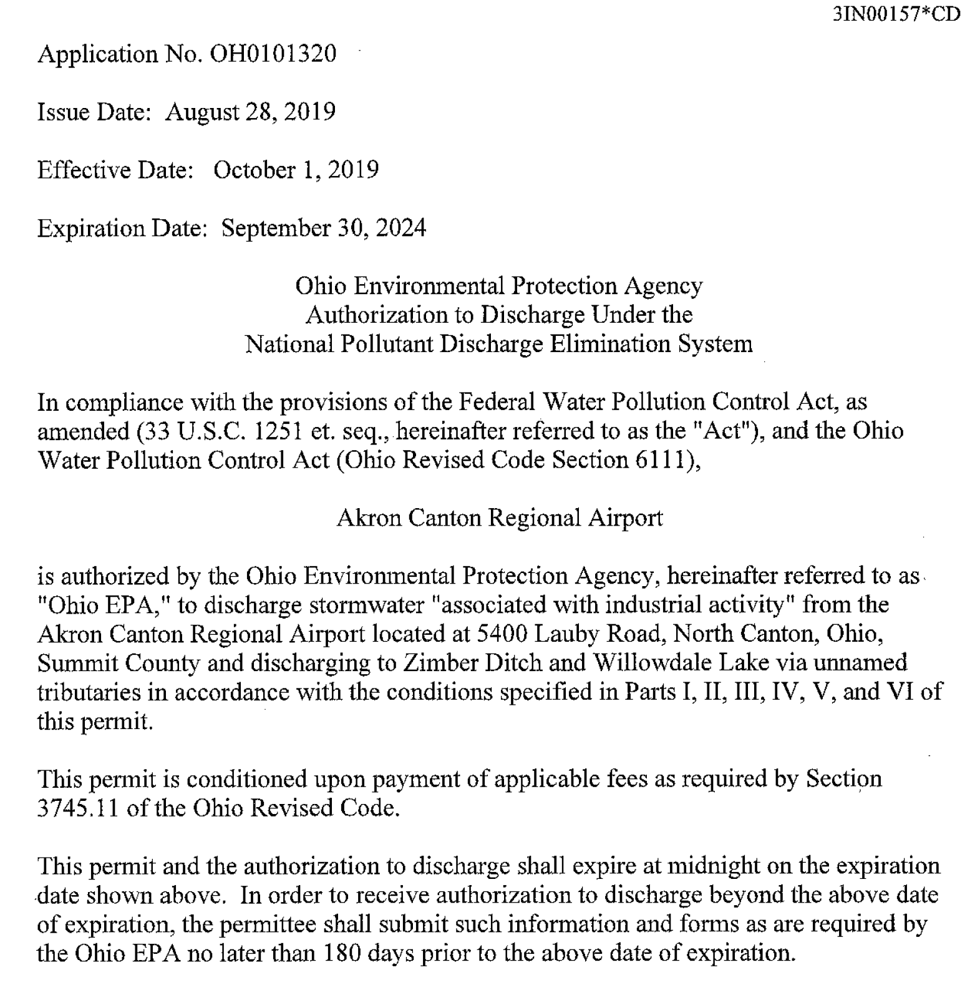 3IN00157*CD
Application No. OH0101320
Issue Date: August 28, 2019
Effective Date: October 1, 2019
Expiration Date: September 30, 2024
Ohio Environmental Protection Agency
Authorization to Discharge Under the
National Pollutant Discharge Elimination System
In compliance with the provisions of the Federal Water Pollution Control Act, as
amended (33 U.S.C. 1251 et. seq., hereinafter referred to as the "Act"), and the Ohio
Water Pollution Control Act (Ohio Revised Code Section 6111),
Akron Canton Regional Airport
is authorized by the Ohio Environmental Protection Agency, hereinafter referred to as
"Ohio EPA," to discharge stormwater "associated with industrial activity" from the
Akron Canton Regional Airport located at 5400 Lauby Road, North Canton, Ohio,
Summit County and discharging to Zimber Ditch and Willowdale Lake via unnamed
tributaries in accordance with the conditions specified in Parts I, II, III, IV, V, and VI of
this permit.
This permit is conditioned upon payment of applicable fees as required by Section
3745.11 of the Ohio Revised Code.
This permit and the authorization to discharge shall expire at midnight on the expiration
date shown above. In order to receive authorization to discharge beyond the above date
of expiration, the permittee shall submit such information and forms as are required by
the Ohio EPA no later than 180 days prior to the above date of expiration.